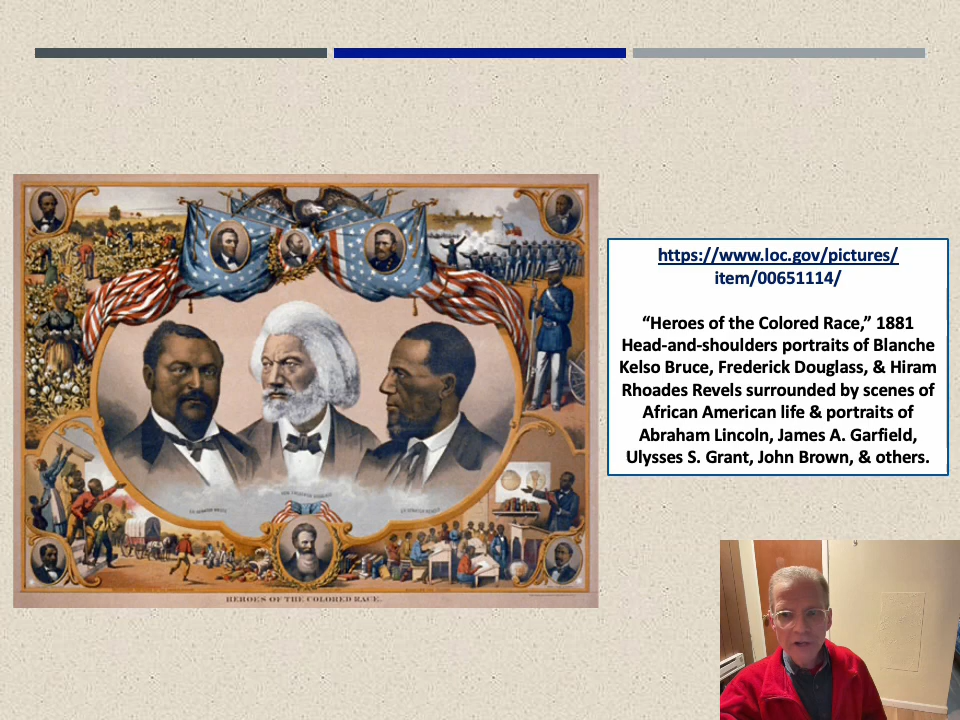 https://www.loc.gov/pictures/
item/00651114/
“Heroes of the Colored Race,” 1881
Head-and-shoulders portraits of Blanche
Kelso Bruce, Frederick Douglass, & Hiram
Rhoades Revels surrounded by scenes of
African American life & portraits of
Abraham Lincoln, James A. Garfield,
Ulysses S. Grant, John Brown, & others.
HEROES OF THE COLORED RACE.